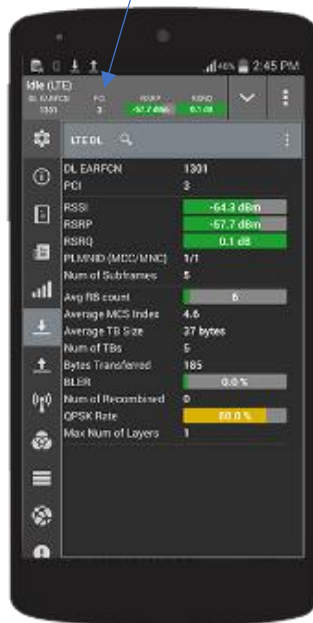 46% 2:45 PM
Idle (LTE)
DL EARFCN PCI RSRP RSRQ
1301 3 -67.7 dBm 0.1 dB
LTE DL
DL EARFCN 1301
PCI 3
RSSI -64.3 dBm
RSRP -67.7 dBm
RSRQ 0.1 dB
PLMNID (MCC/MNC) 1/1
Num of Subframes 5
Avg RB count 6
Average MCS Index 4.6
Average TB Size 37 bytes
Num of TBs 5
Bytes Transferred 185
BLER 0.0 %
Num of Recombined 0
QPSK Rate 80.0 %
Max Num of Layers 1